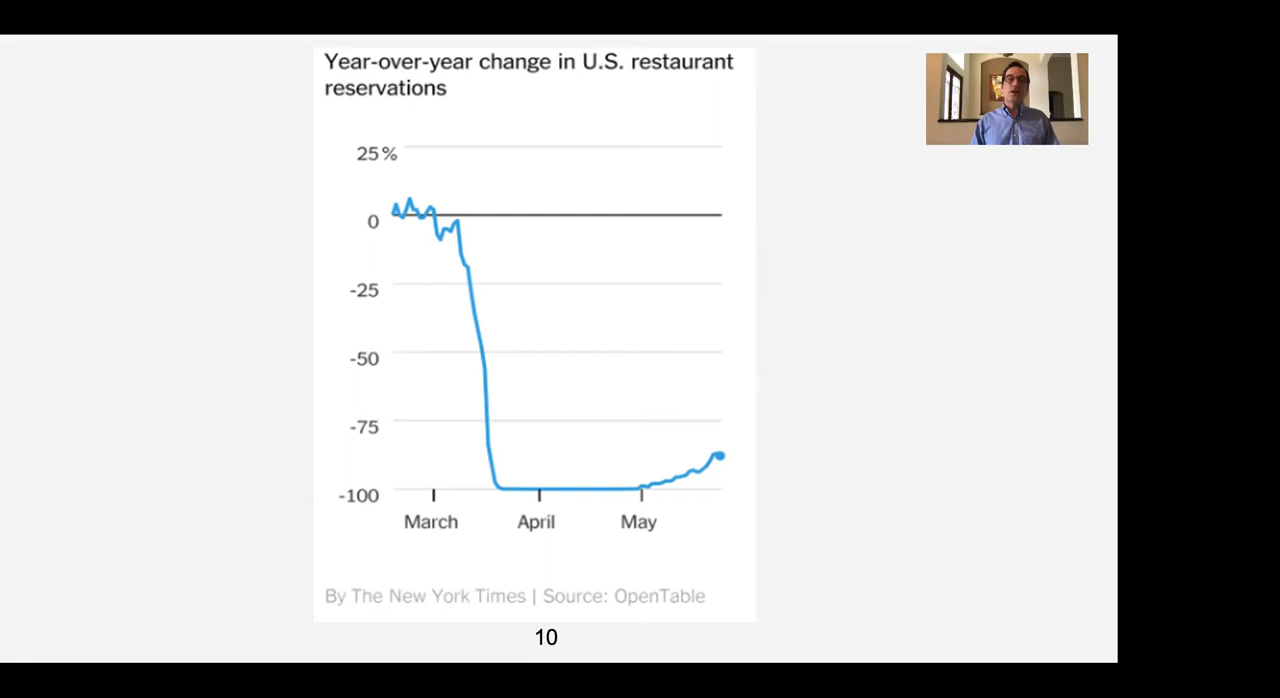 Year-over-year change in U.S. restaurant
reservations
25%
0
-25
-50
-75
-100
March April May
By The New York Times | Source: OpenTable
10